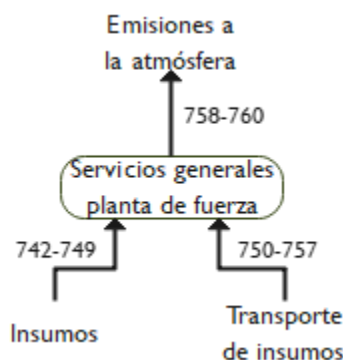 Emisiones a
la atmósfera
758-760
Servicios generales
planta de fuerza
742-749
750-757
Insumos
Transporte
de insumos